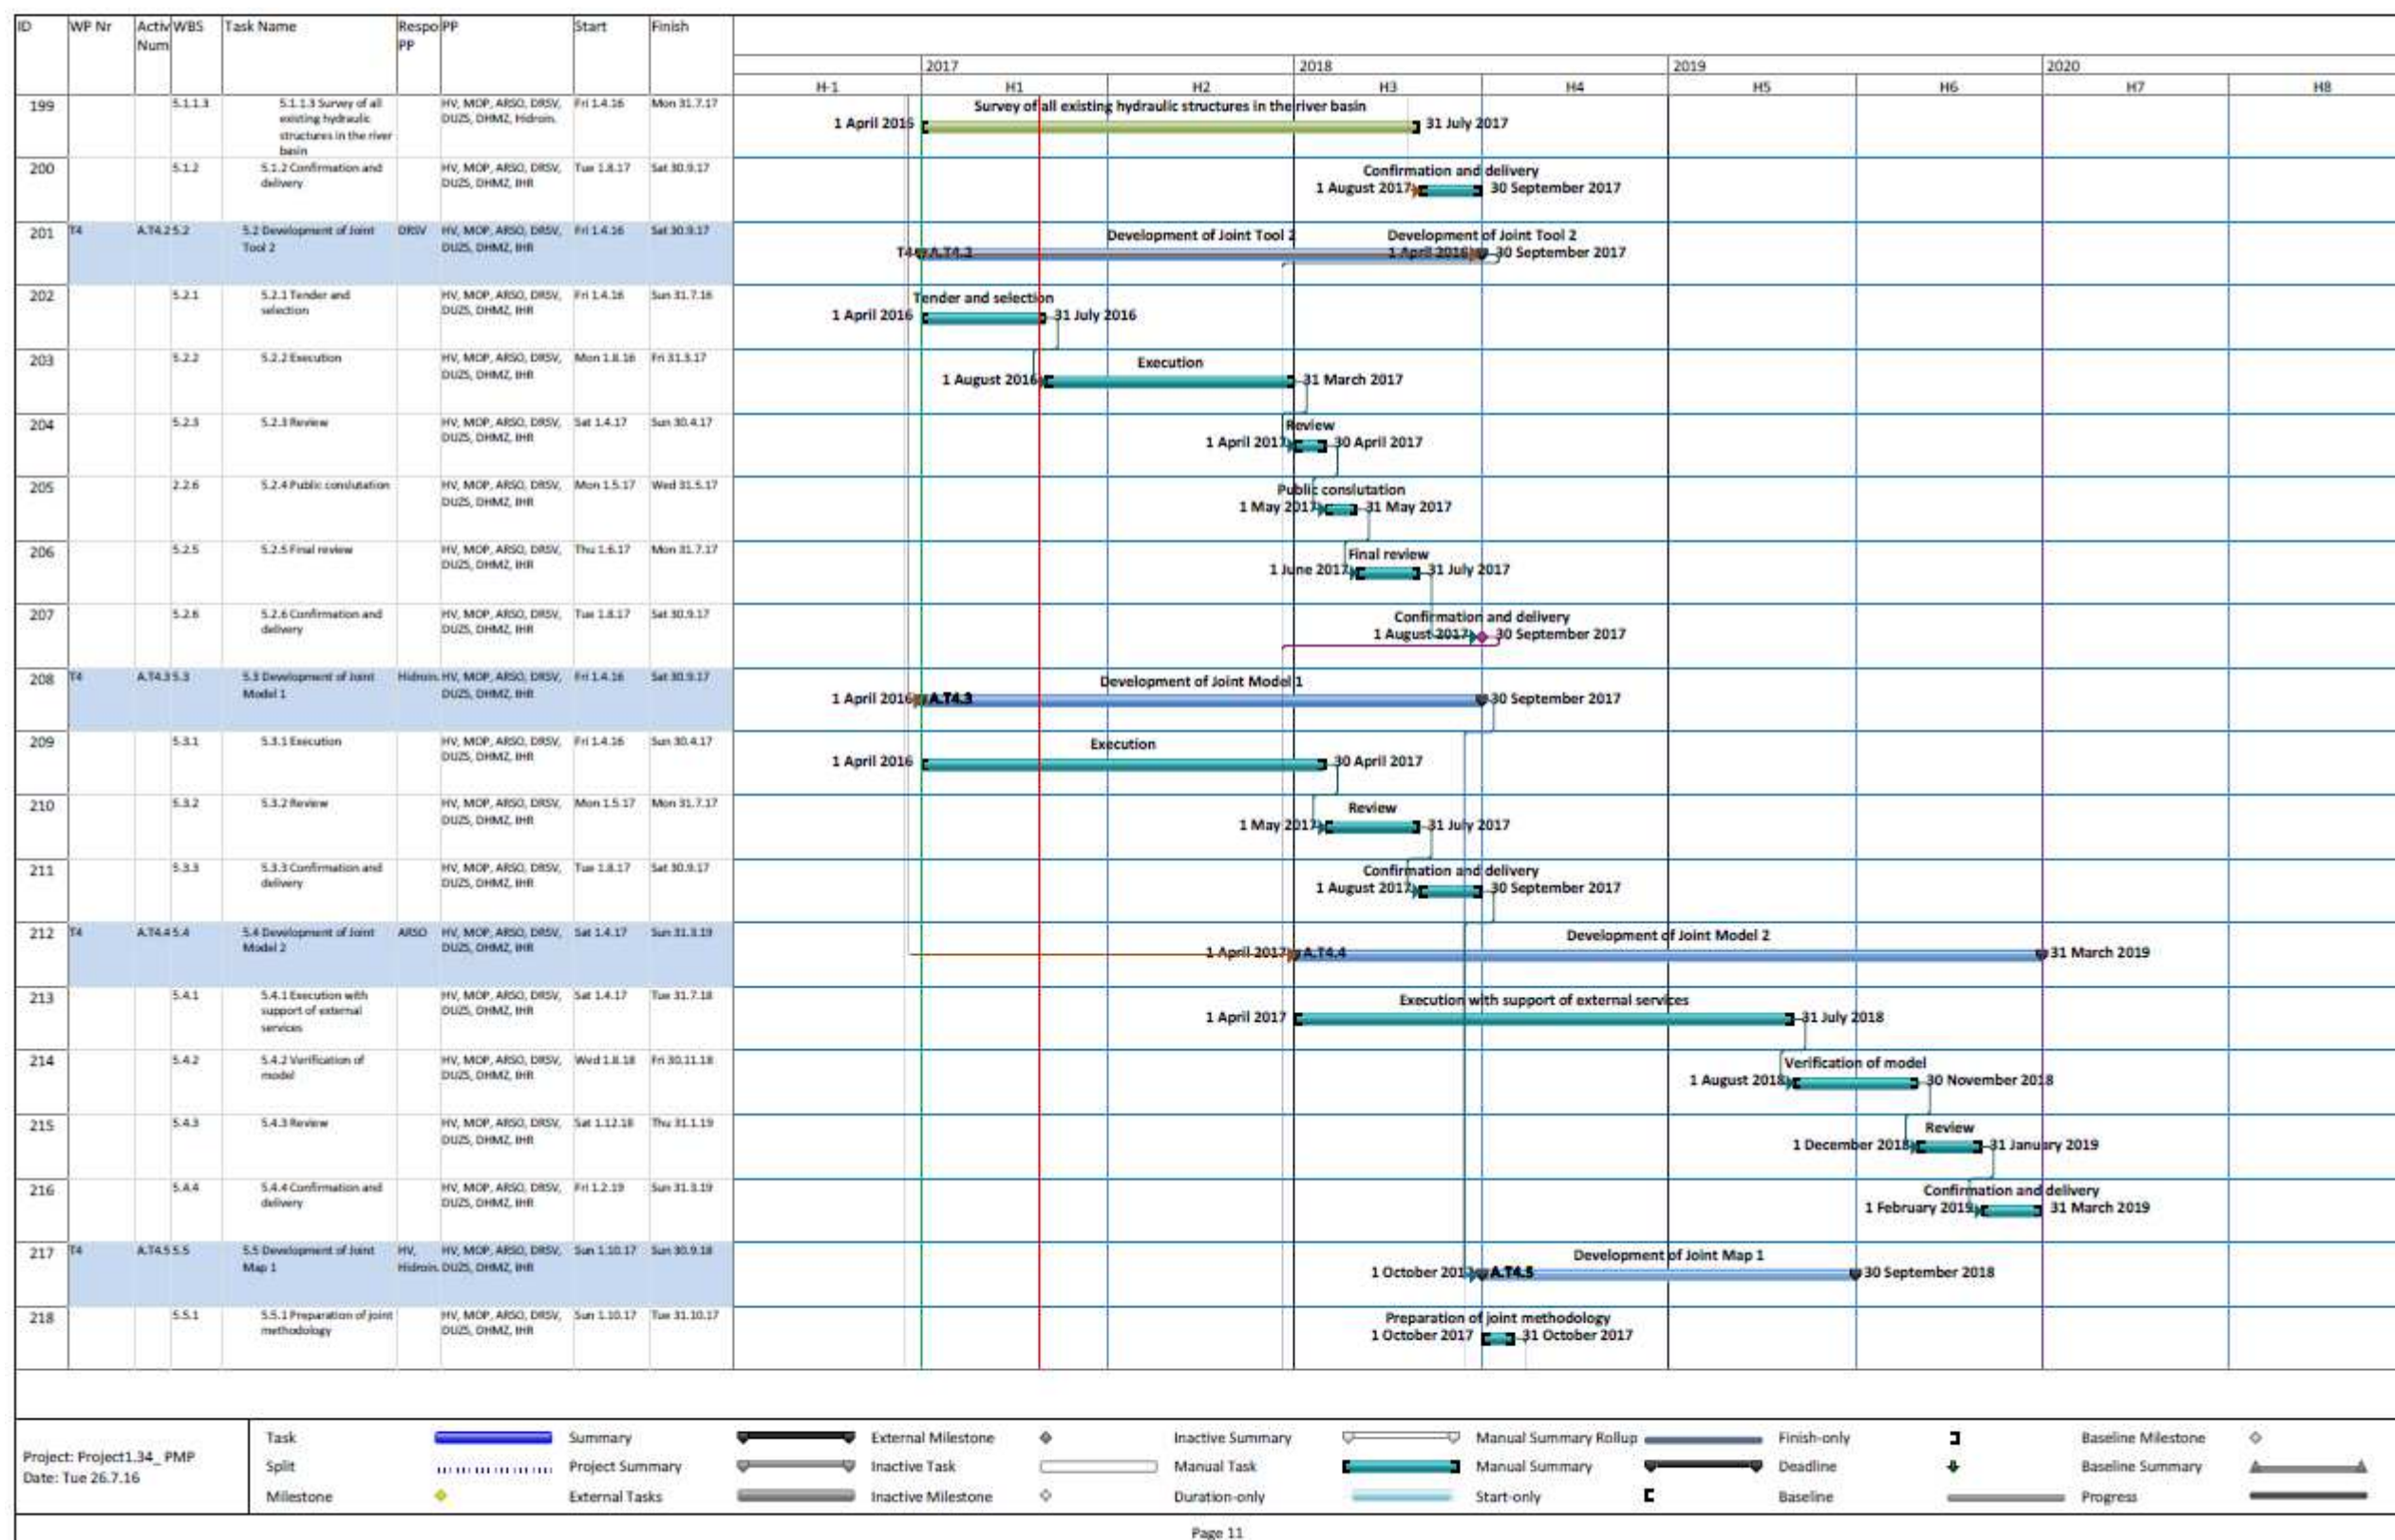 ID WP Nr Activ WBS Task Name Respo PP Start Finish
Num PP
2017 2018 2019 2020
H-1 H1 H2 H3 H4 H5 H6 H7 H8
199 5.1.1.3 5.1.1.3 Survey of all HV, MOP, ARSO, DRSV, Fri 1.4.16 Mon 31.7.17
existing hydraulic DUZS, DHMZ, Hidroin.
structures in the river
basin
Survey of all existing hydraulic structures in the river basin
1 April 2016 31 July 2017
200 5.1.2 5.1.2 Confirmation and HV, MOP, ARSO, DRSV, Tue 1.8.17 Sat 30.9.17
delivery DUZS, DHMZ, IHR
Confirmation and delivery
1 August 2017 30 September 2017
201 T4 A.T4.2 5.2 5.2 Development of Joint DRSV HV, MOP, ARSO, DRSV, Fri 1.4.16 Sat 30.9.17
Tool 2 DUZS, DHMZ, IHR
Development of Joint Tool 2 Development of Joint Tool 2
T4 A.T4.2 1 April 2016 30 September 2017
202 5.2.1 5.2.1 Tender and HV, MOP, ARSO, DRSV, Fri 1.4.16 Sun 31.7.16
selection DUZS, DHMZ, IHR
Tender and selection
1 April 2016 31 July 2016
203 5.2.2 5.2.2 Execution HV, MOP, ARSO, DRSV, Mon 1.8.16 Fri 31.3.17
DUZS, DHMZ, IHR
Execution
1 August 2016 31 March 2017
204 5.2.3 5.2.3 Review HV, MOP, ARSO, DRSV, Sat 1.4.17 Sun 30.4.17
DUZS, DHMZ, IHR
Review
1 April 2017 30 April 2017
205 2.2.6 5.2.4 Public conslutation HV, MOP, ARSO, DRSV, Mon 1.5.17 Wed 31.5.17
DUZS, DHMZ, IHR
Public conslutation
1 May 2017 31 May 2017
206 5.2.5 5.2.5 Final review HV, MOP, ARSO, DRSV, Thu 1.6.17 Mon 31.7.17
DUZS, DHMZ, IHR
Final review
1 June 2017 31 July 2017
207 5.2.6 5.2.6 Confirmation and HV, MOP, ARSO, DRSV, Tue 1.8.17 Sat 30.9.17
delivery DUZS, DHMZ, IHR
Confirmation and delivery
1 August 2017 30 September 2017
208 T4 A.T4.3 5.3 5.3 Development of Joint Hidroin. HV, MOP, ARSO, DRSV, Fri 1.4.16 Sat 30.9.17
Model 1 DUZS, DHMZ, IHR
Development of Joint Model 1
1 April 2016 A.T4.3 30 September 2017
209 5.3.1 5.3.1 Execution HV, MOP, ARSO, DRSV, Fri 1.4.16 Sun 30.4.17
DUZS, DHMZ, IHR
Execution
1 April 2016 30 April 2017
210 5.3.2 5.3.2 Review HV, MOP, ARSO, DRSV, Mon 1.5.17 Mon 31.7.17
DUZS, DHMZ, IHR
Review
1 May 2017 31 July 2017
211 5.3.3 5.3.3 Confirmation and HV, MOP, ARSO, DRSV, Tue 1.8.17 Sat 30.9.17
delivery DUZS, DHMZ, IHR
Confirmation and delivery
1 August 2017 30 September 2017
212 T4 A.T4.4 5.4 5.4 Development of Joint ARSO HV, MOP, ARSO, DRSV, Sat 1.4.17 Sun 31.3.19
Model 2 DUZS, DHMZ, IHR
Development of Joint Model 2
1 April 2017 A.T4.4 31 March 2019
213 5.4.1 5.4.1 Execution with HV, MOP, ARSO, DRSV, Sat 1.4.17 Tue 31.7.18
support of external DUZS, DHMZ, IHR
services
Execution with support of external services
1 April 2017 31 July 2018
214 5.4.2 5.4.2 Verification of HV, MOP, ARSO, DRSV, Wed 1.8.18 Fri 30.11.18
model DUZS, DHMZ, IHR
Verification of model
1 August 2018 30 November 2018
215 5.4.3 5.4.3 Review HV, MOP, ARSO, DRSV, Sat 1.12.18 Thu 31.1.19
DUZS, DHMZ, IHR
Review
1 December 2018 31 January 2019
216 5.4.4 5.4.4 Confirmation and HV, MOP, ARSO, DRSV, Fri 1.2.19 Sun 31.3.19
delivery DUZS, DHMZ, IHR
Confirmation and delivery
1 February 2019 31 March 2019
217 T4 A.T4.5 5.5 5.5 Development of Joint HV, HV, MOP, ARSO, DRSV, Sun 1.10.17 Sun 30.9.18
Map 1 Hidroin. DUZS, DHMZ, IHR
Development of Joint Map 1
1 October 2017 A.T4.5 30 September 2018
218 5.5.1 5.5.1 Preparation of joint HV, MOP, ARSO, DRSV, Sun 1.10.17 Tue 31.10.17
methodology DUZS, DHMZ, IHR
Preparation of joint methodology
1 October 2017 31 October 2017
Project: Project1.34_ PMP
Date: Tue 26.7.16
Task Summary External Milestone Inactive Summary Manual Summary Rollup Finish-only Baseline Milestone
Split Project Summary Inactive Task Manual Task Manual Summary Deadline Baseline Summary
Milestone External Tasks Inactive Milestone Duration-only Start-only Baseline Progress
Page 11